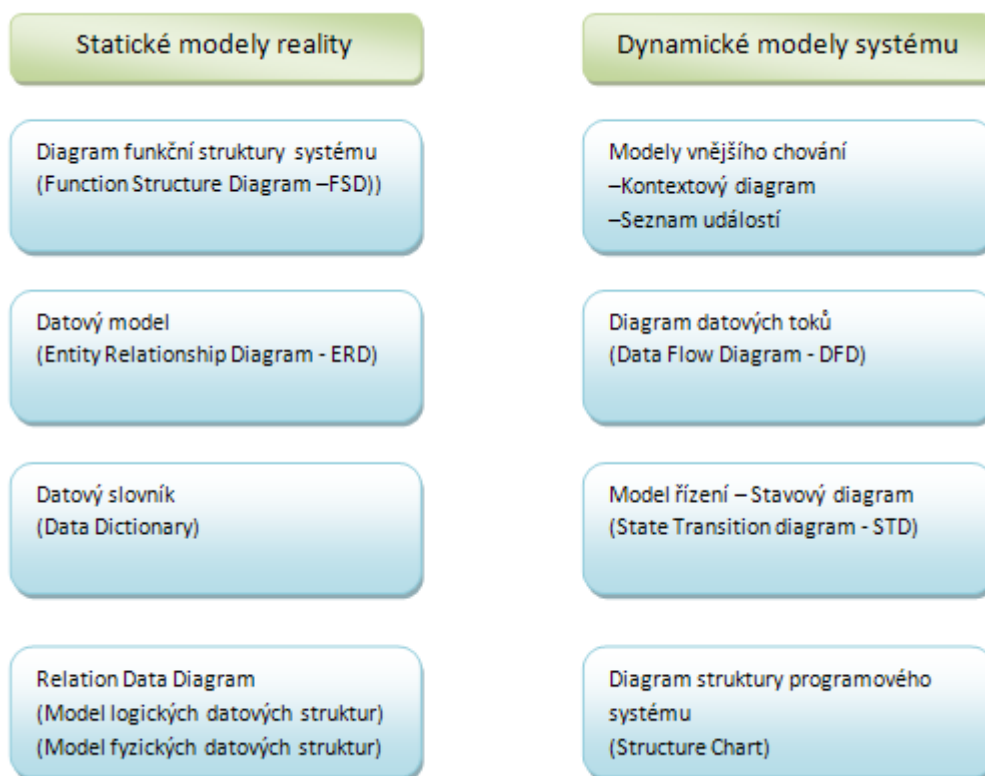 Statické modely reality
Diagram funkční struktury systému
(Function Structure Diagram –FSD))
Datový model
(Entity Relationship Diagram - ERD)
Datový slovník
(Data Dictionary)
Relation Data Diagram
(Model logických datových struktur)
(Model fyzických datových struktur)
Dynamické modely systému
Modely vnějšího chování
–Kontextový diagram
–Seznam událostí
Diagram datových toků
(Data Flow Diagram - DFD)
Model řízení – Stavový diagram
(State Transition diagram - STD)
Diagram struktury programového
systému
(Structure Chart)